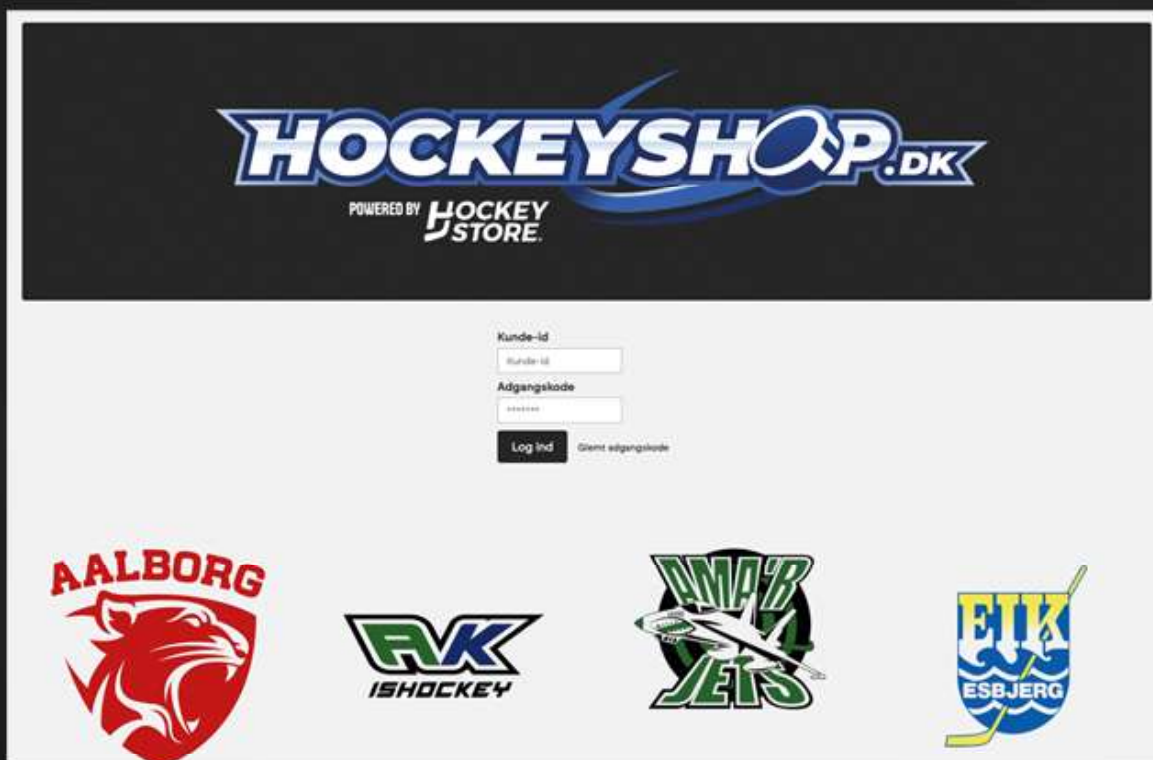 HOCKEYSHOP.DK
POWERED BY HOCKEY STORE.
Kunde-id
Kunde-id
Adgangskode
*******
Log ind Glemt adgangskode
AALBORG
AK
ISHOCKEY
AMA'R
JETS
EIK
ESBJERG